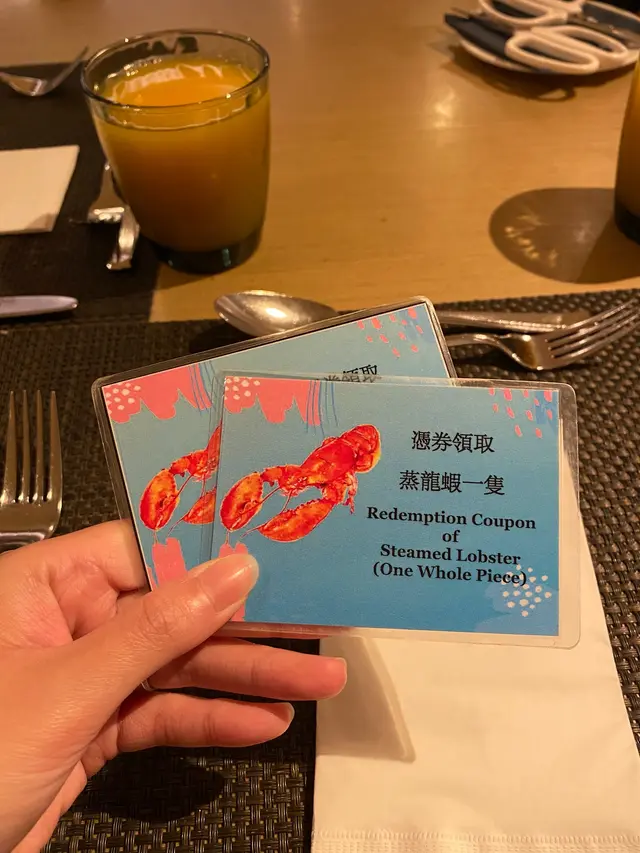 憑券領取
蒸龍蝦一隻
Redemption Coupon
of
Steamed Lobster
(One Whole Piece)